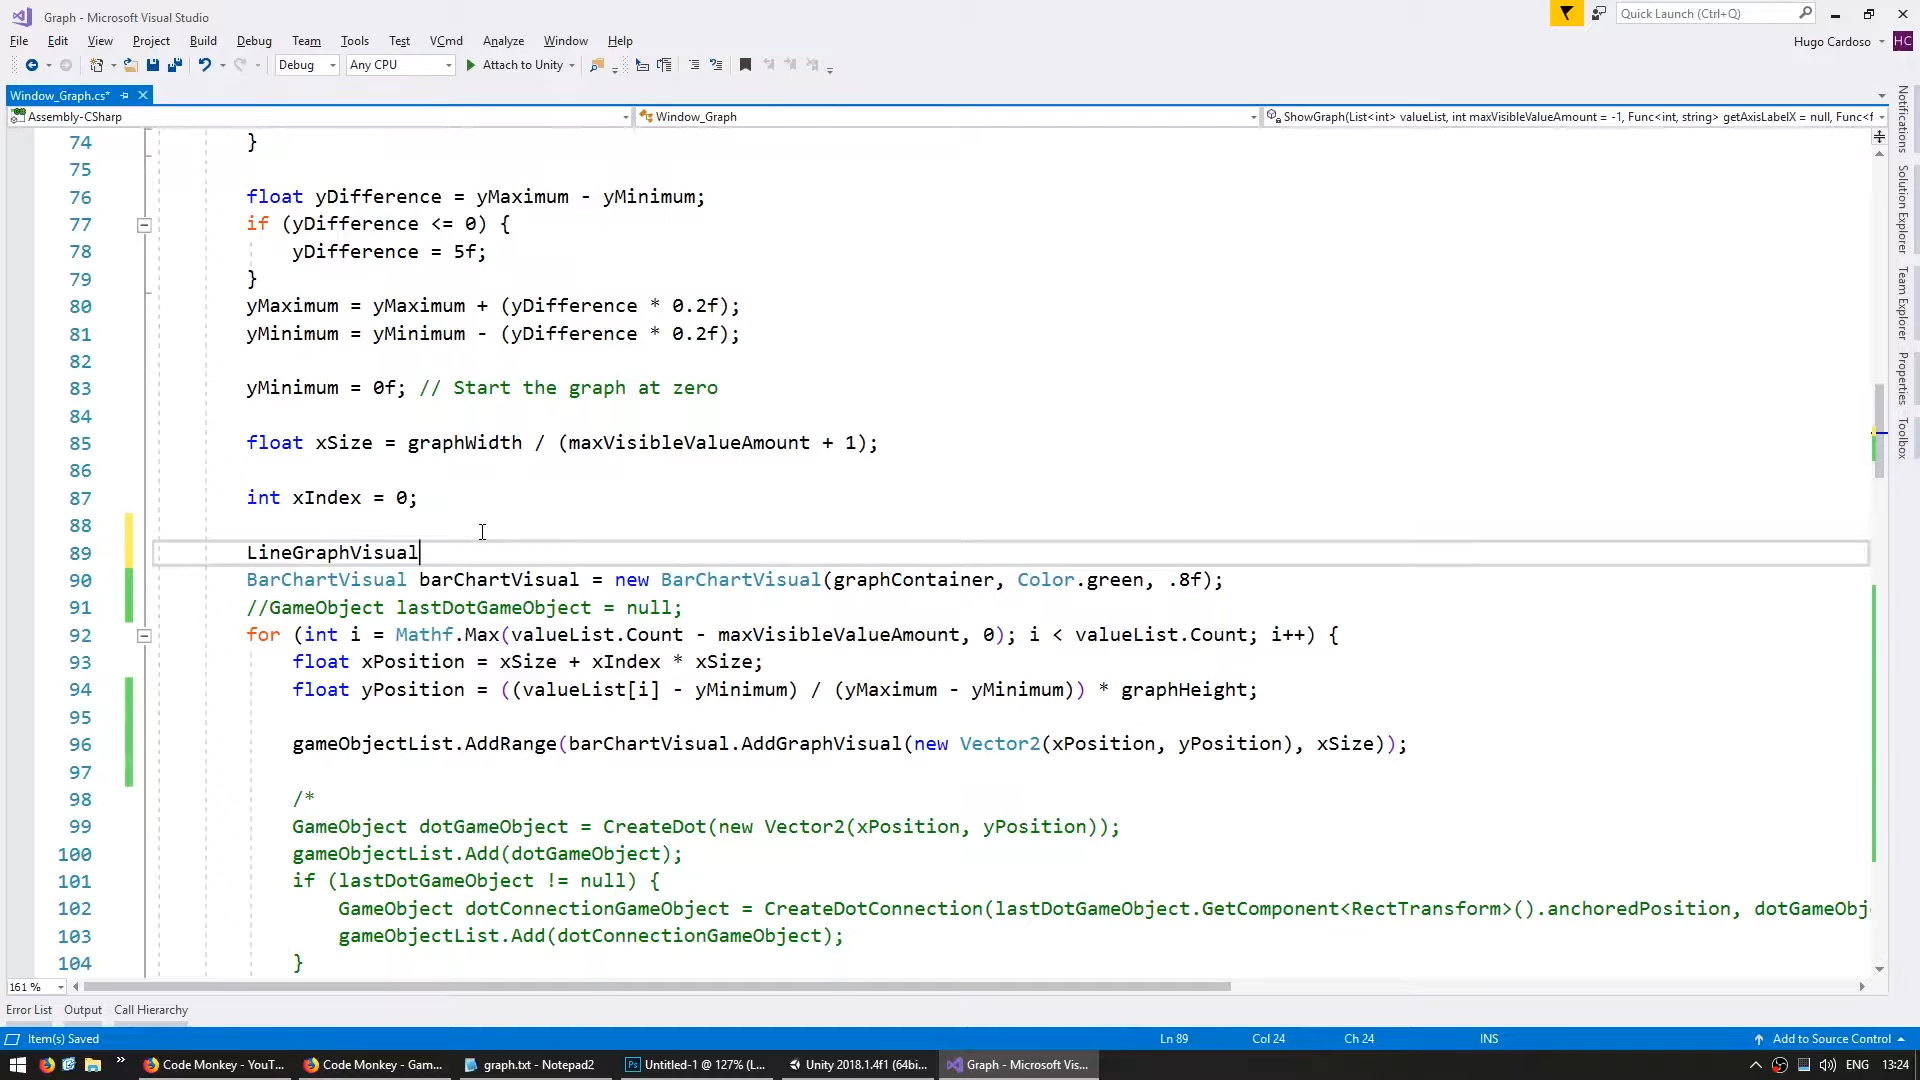 Graph - Microsoft Visual Studio
Quick Launch (Ctrl+Q)
File Edit View Project Build Debug Team Tools Test VCmd Analyze Window Help
Hugo Cardoso HC
Debug Any CPU Attach to Unity
Window_Graph.cs*
Assembly-CSharp Window_Graph ShowGraph(List<int> valueList, int maxVisibleValueAmount = -1, Func<int, string> getAxisLabelX = null, Func<f
74 }
75
76 float yDifference = yMaximum - yMinimum;
77 if (yDifference <= 0) {
78 yDifference = 5f;
79 }
80 yMaximum = yMaximum + (yDifference * 0.2f);
81 yMinimum = yMinimum - (yDifference * 0.2f);
82
83 yMinimum = 0f; // Start the graph at zero
84
85 float xSize = graphWidth / (maxVisibleValueAmount + 1);
86
87 int xIndex = 0;
88
89 LineGraphVisual
90 BarChartVisual barChartVisual = new BarChartVisual(graphContainer, Color.green, .8f);
91 //GameObject lastDotGameObject = null;
92 for (int i = Mathf.Max(valueList.Count - maxVisibleValueAmount, 0); i < valueList.Count; i++) {
93 float xPosition = xSize + xIndex * xSize;
94 float yPosition = ((valueList[i] - yMinimum) / (yMaximum - yMinimum)) * graphHeight;
95
96 gameObjectList.AddRange(barChartVisual.AddGraphVisual(new Vector2(xPosition, yPosition), xSize));
97
98 /*
99 GameObject dotGameObject = CreateDot(new Vector2(xPosition, yPosition));
100 gameObjectList.Add(dotGameObject);
101 if (lastDotGameObject != null) {
102 GameObject dotConnectionGameObject = CreateDotConnection(lastDotGameObject.GetComponent<RectTransform>().anchoredPosition, dotGameObj
103 gameObjectList.Add(dotConnectionGameObject);
104 }
Notifications
Solution Explorer
Team Explorer
Properties
Toolbox
161 %
Error List Output Call Hierarchy
Item(s) Saved Ln 89 Col 24 Ch 24 INS Add to Source Control
Code Monkey - YouT... Code Monkey - Gam... graph.txt - Notepad2 Ps Untitled-1 @ 127% (L... Unity 2018.1.4f1 (64bi... Graph - Microsoft Vis... ENG 13:24